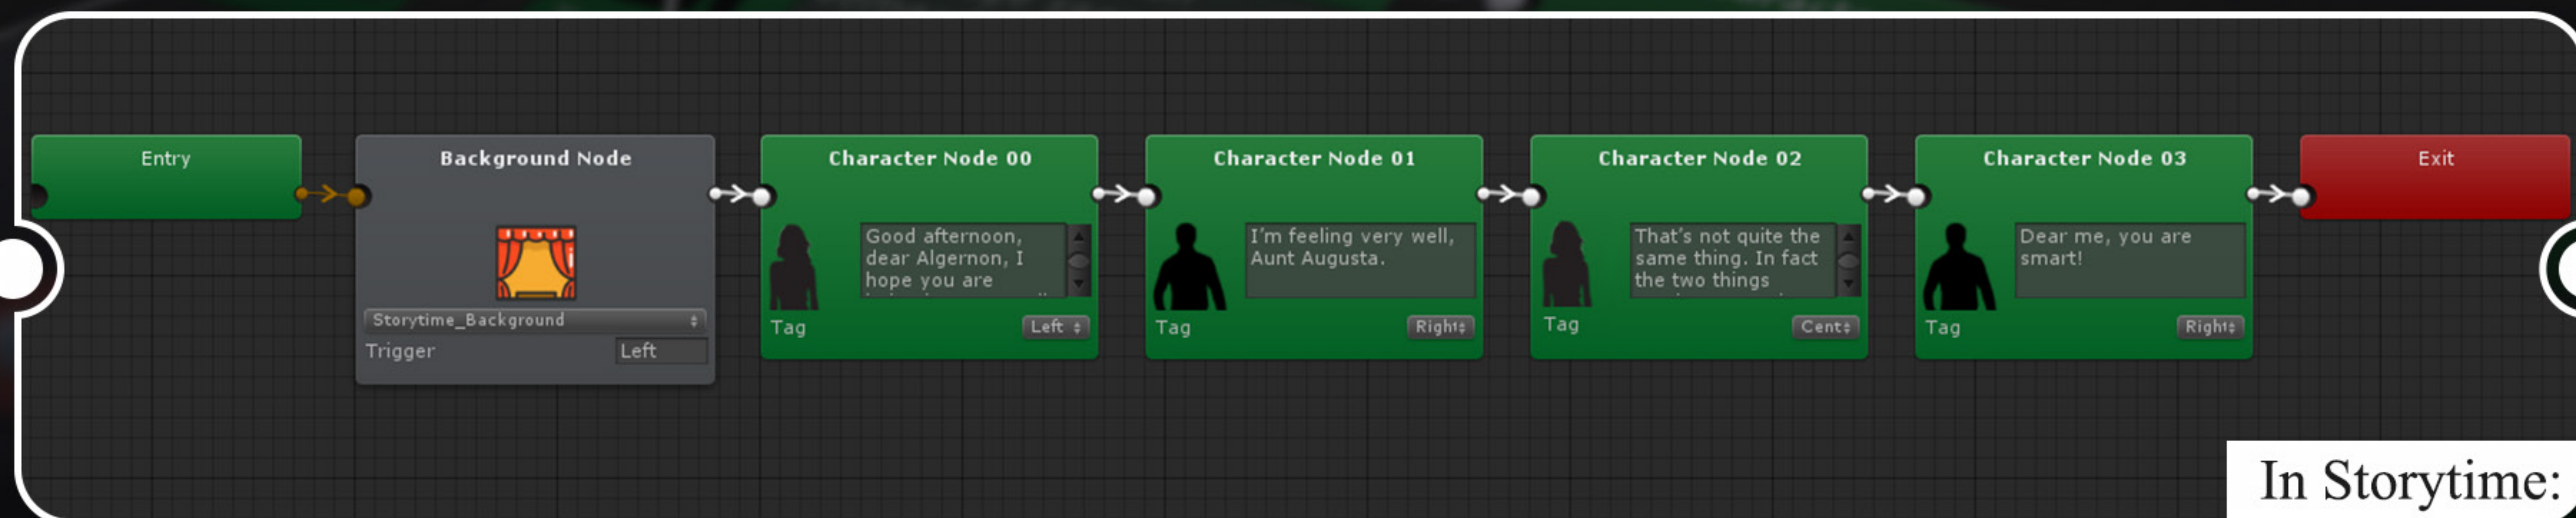 Entry
Background Node
Storytime_Background
Trigger
Left
Character Node 00
Good afternoon,
dear Algernon, I
hope you are
Tag
Left
Character Node 01
I'm feeling very well,
Aunt Augusta.
Tag
Right
Character Node 02
That's not quite the
same thing. In fact
the two things
Tag
Cent
Character Node 03
Dear me, you are
smart!
Tag
Right
Exit
In Storytime: